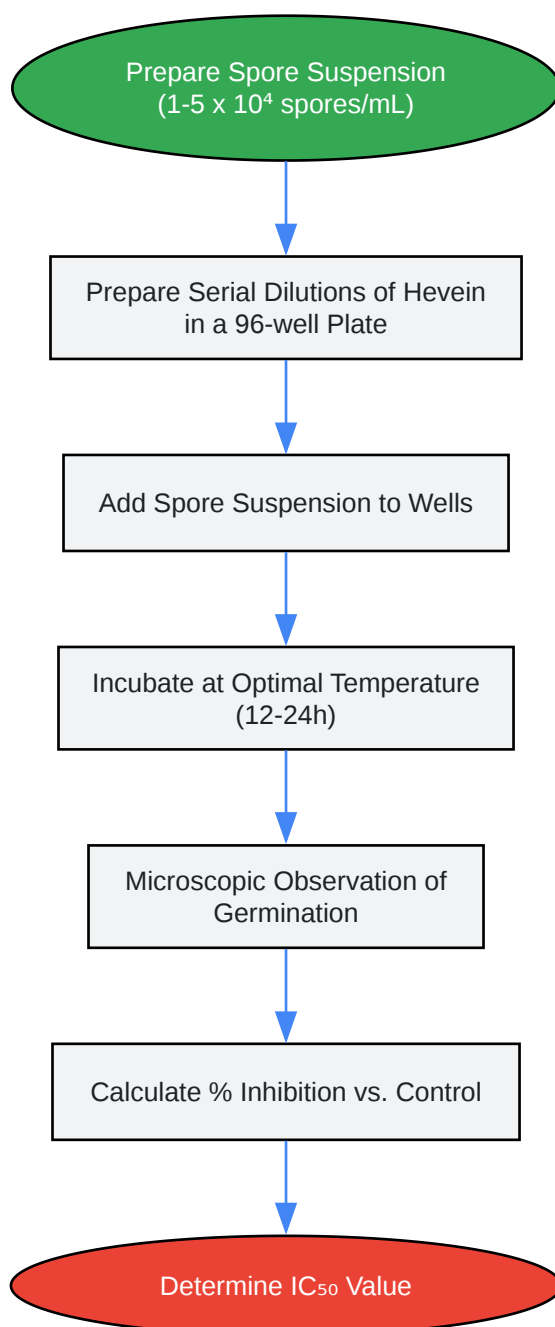 Prepare Spore Suspension
(1-5 x 10⁴ spores/mL)
Prepare Serial Dilutions of Hevein
in a 96-well Plate
Add Spore Suspension to Wells
Incubate at Optimal Temperature
(12-24h)
Microscopic Observation of
Germination
Calculate % Inhibition vs. Control
Determine IC₅₀ Value